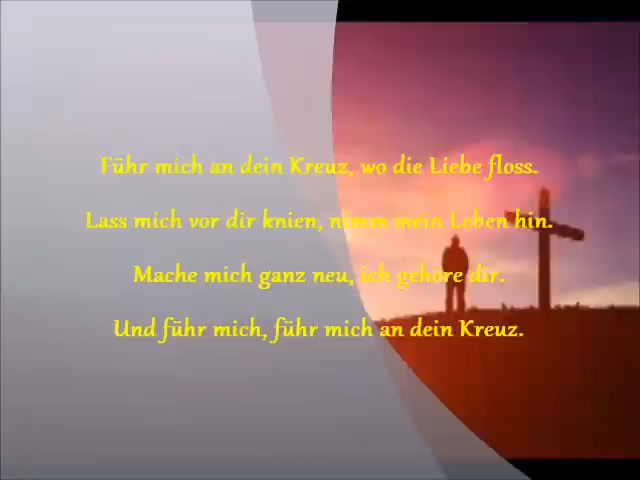 Führ mich an dein Kreuz, wo die Liebe floss.
Lass mich vor dir knien, nimm mein Leben hin.
Mache mich ganz neu, ich gehöre dir.
Und führ mich, führ mich an dein Kreuz.